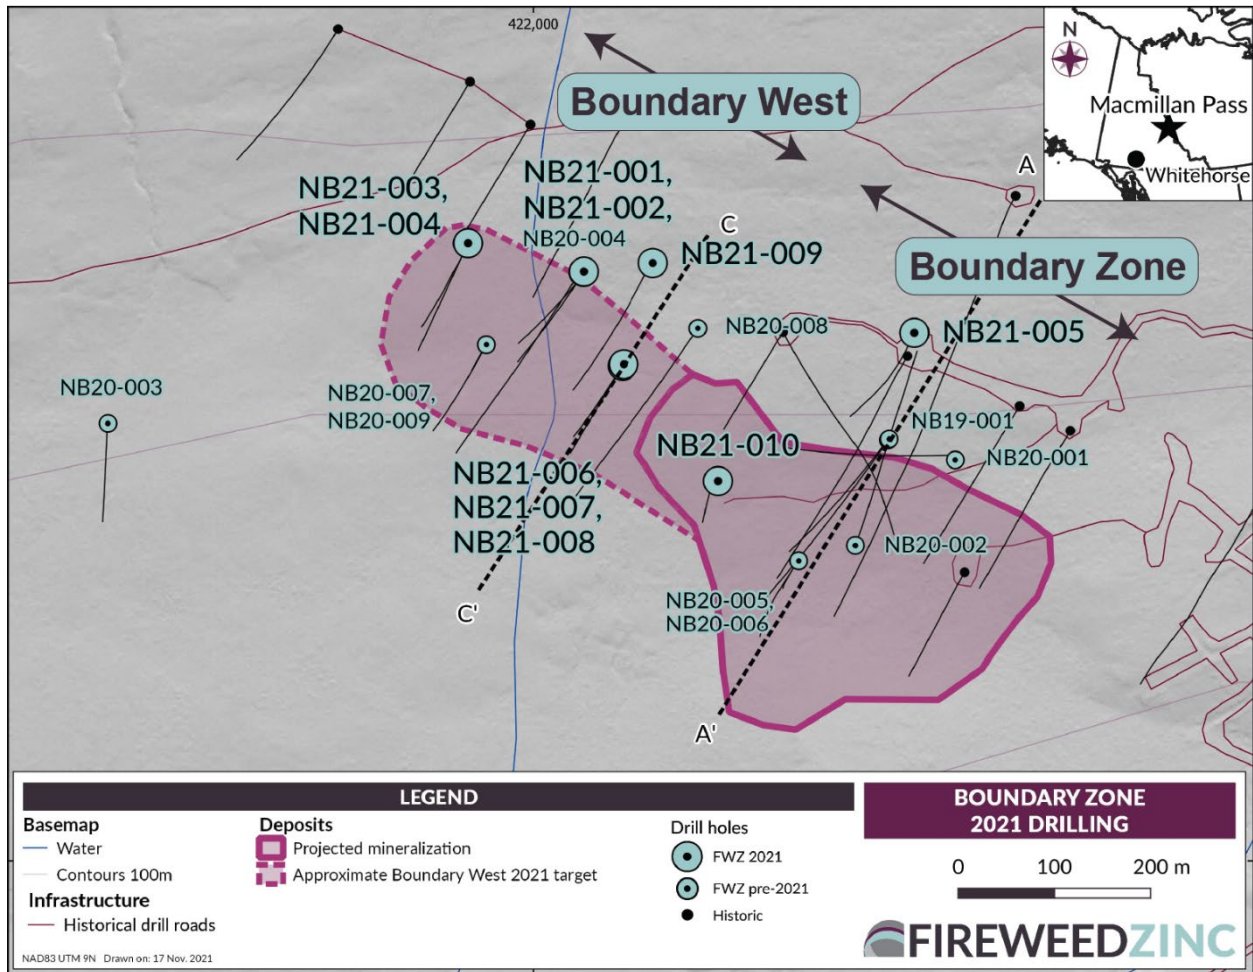 422,000
N
Boundary West
Macmillan Pass
Whitehorse
A
NB21-003,
NB21-004
NB21-001,
NB21-002,
NB20-004
C
NB21-009
Boundary Zone
NB20-008
NB21-005
NB20-003
NB20-007,
NB20-009
NB19-001
NB21-010
NB20-001
NB21-006,
NB21-007,
NB21-008
NB20-002
NB20-005,
NB20-006
C'
A'
LEGEND
Basemap
Water
Contours 100m
Infrastructure
Historical drill roads
Deposits
Projected mineralization
Approximate Boundary West 2021 target
Drill holes
FWZ 2021
FWZ pre-2021
Historic
BOUNDARY ZONE
2021 DRILLING
0 100 200 m
FIREWEEDZINC
NAD83 UTM 9N Drawn on: 17 Nov. 2021